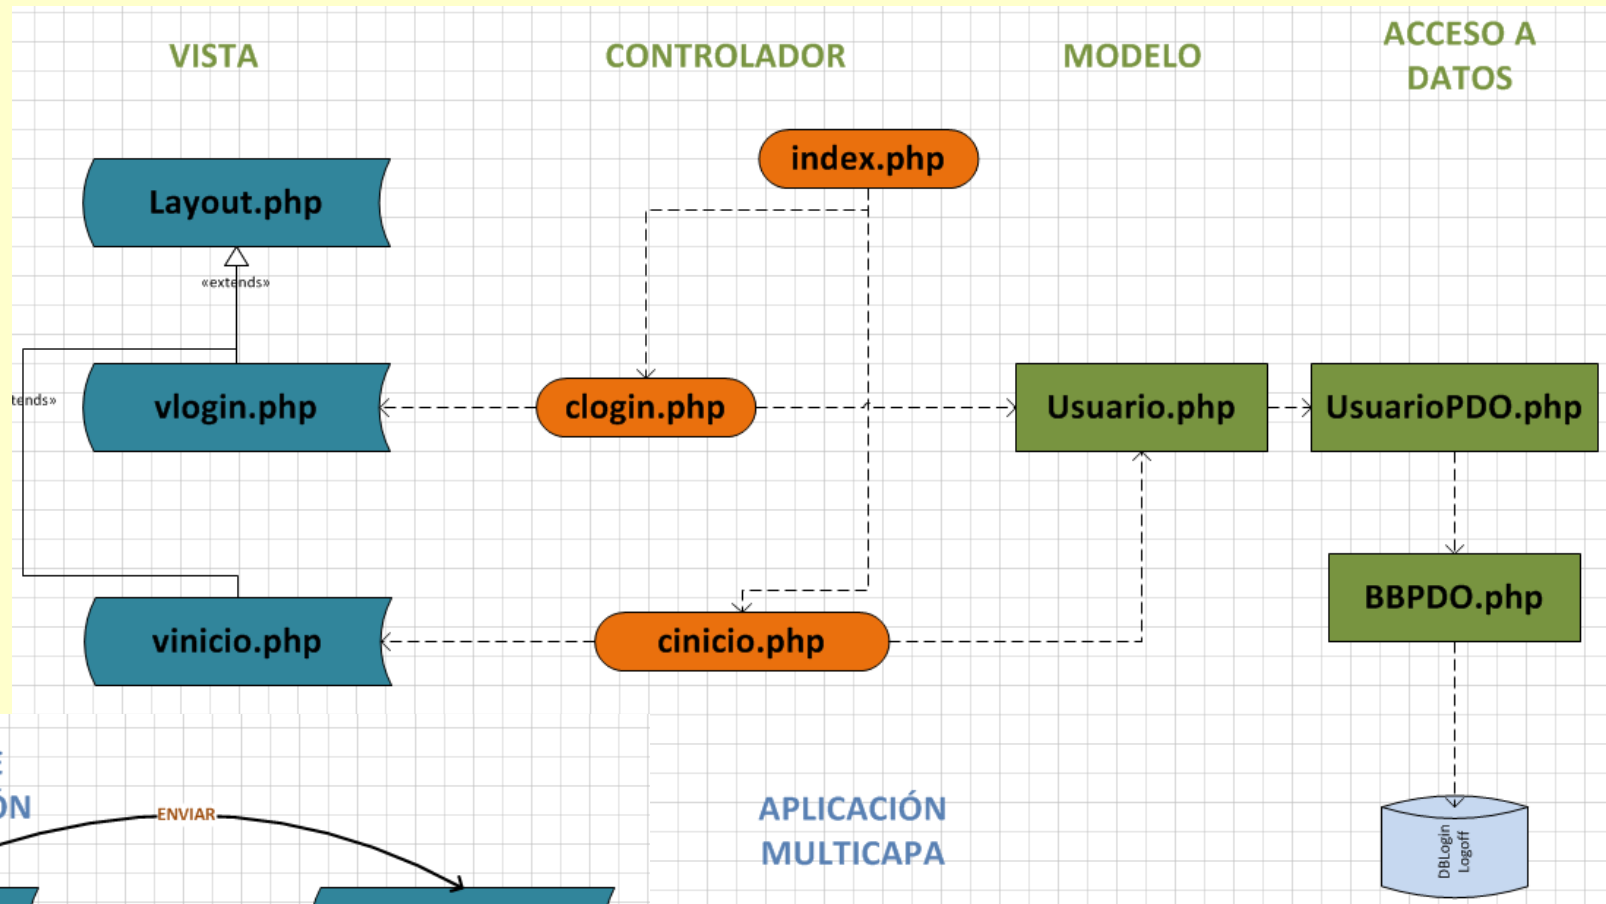 VISTA
CONTROLADOR
MODELO
ACCESO A
DATOS
index.php
Layout.php
«extends»
tends»
vlogin.php
clogin.php
Usuario.php
UsuarioPDO.php
BBPDO.php
vinicio.php
cinicio.php
ÓN
ENVIAR
APLICACIÓN
MULTICAPA
DBLogin
Logoff